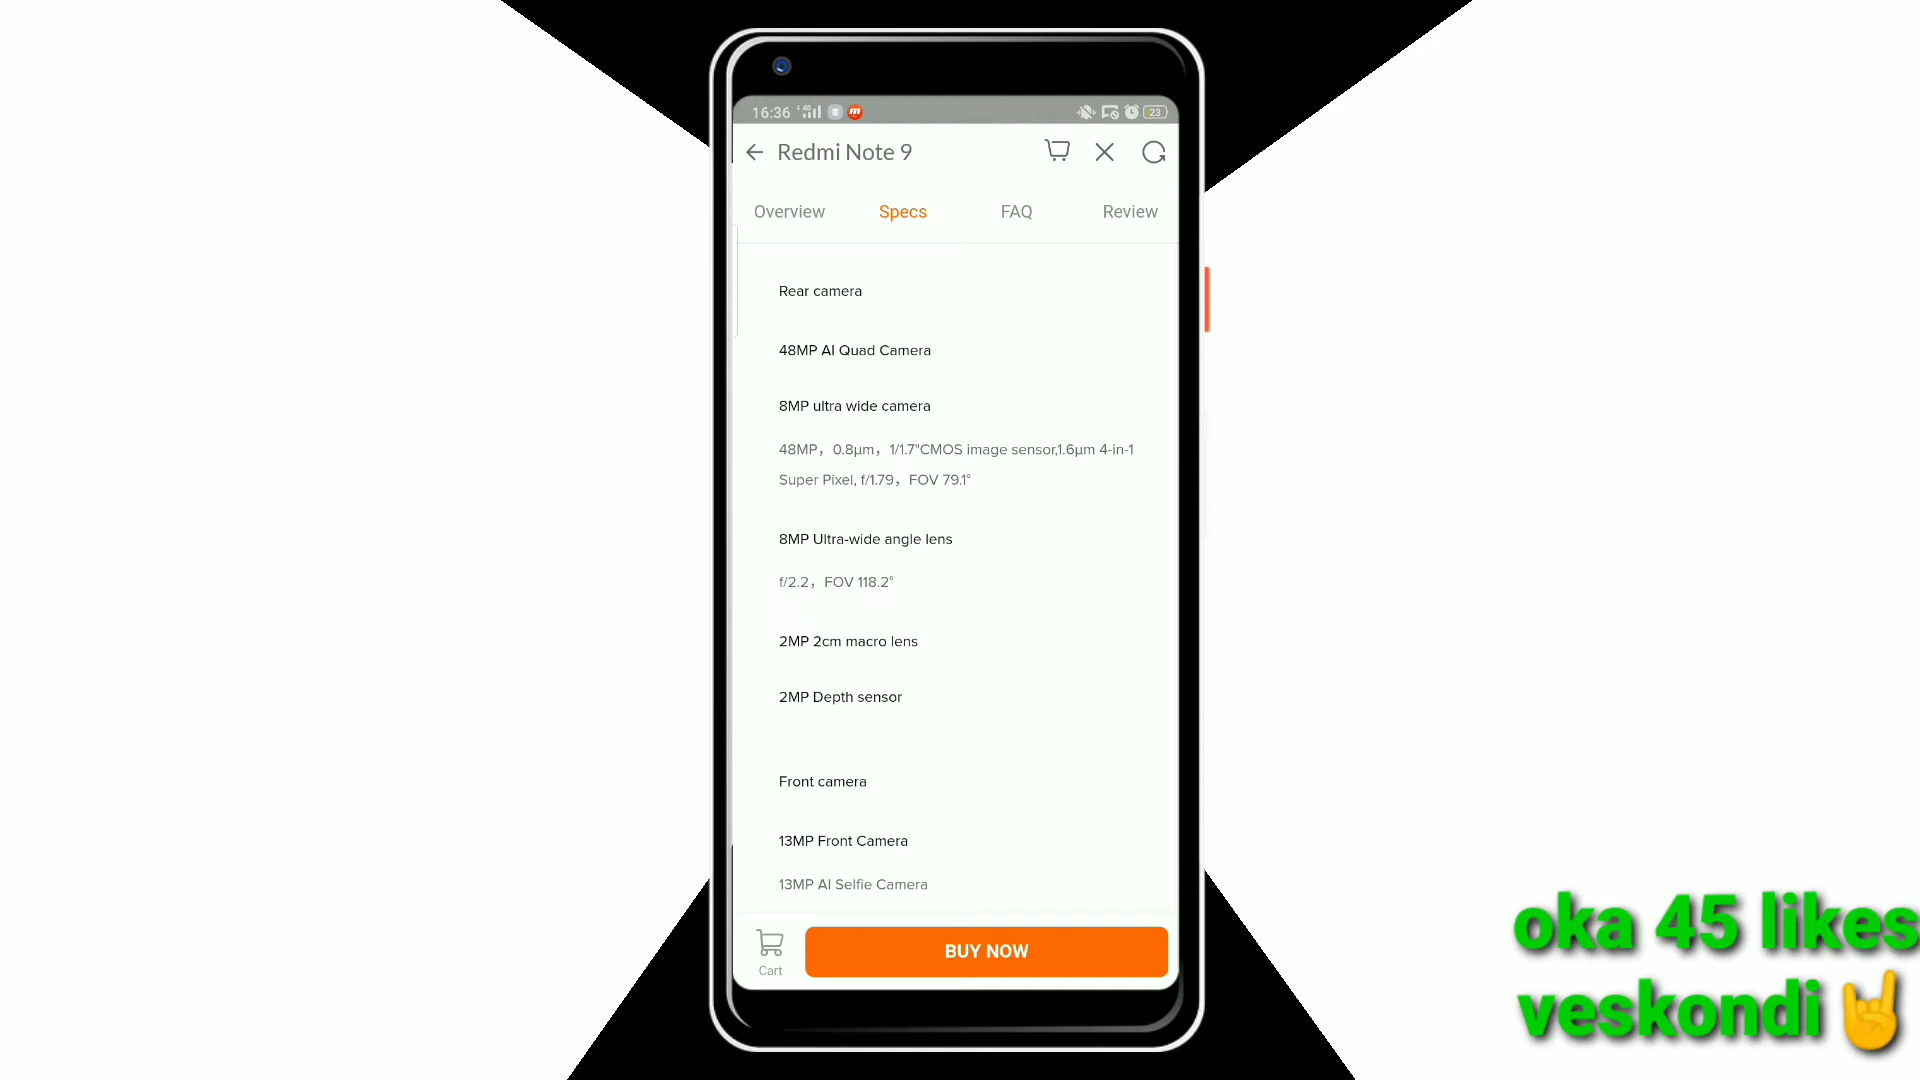 16:36 4G 23
Redmi Note 9
Overview Specs FAQ Review
Rear camera
48MP AI Quad Camera
8MP ultra wide camera
48MP，0.8μm，1/1.7"CMOS image sensor,1.6μm 4-in-1
Super Pixel, f/1.79，FOV 79.1°
8MP Ultra-wide angle lens
f/2.2，FOV 118.2°
2MP 2cm macro lens
2MP Depth sensor
Front camera
13MP Front Camera
13MP AI Selfie Camera
Cart BUY NOW
oka 45 likes
veskondi🤘